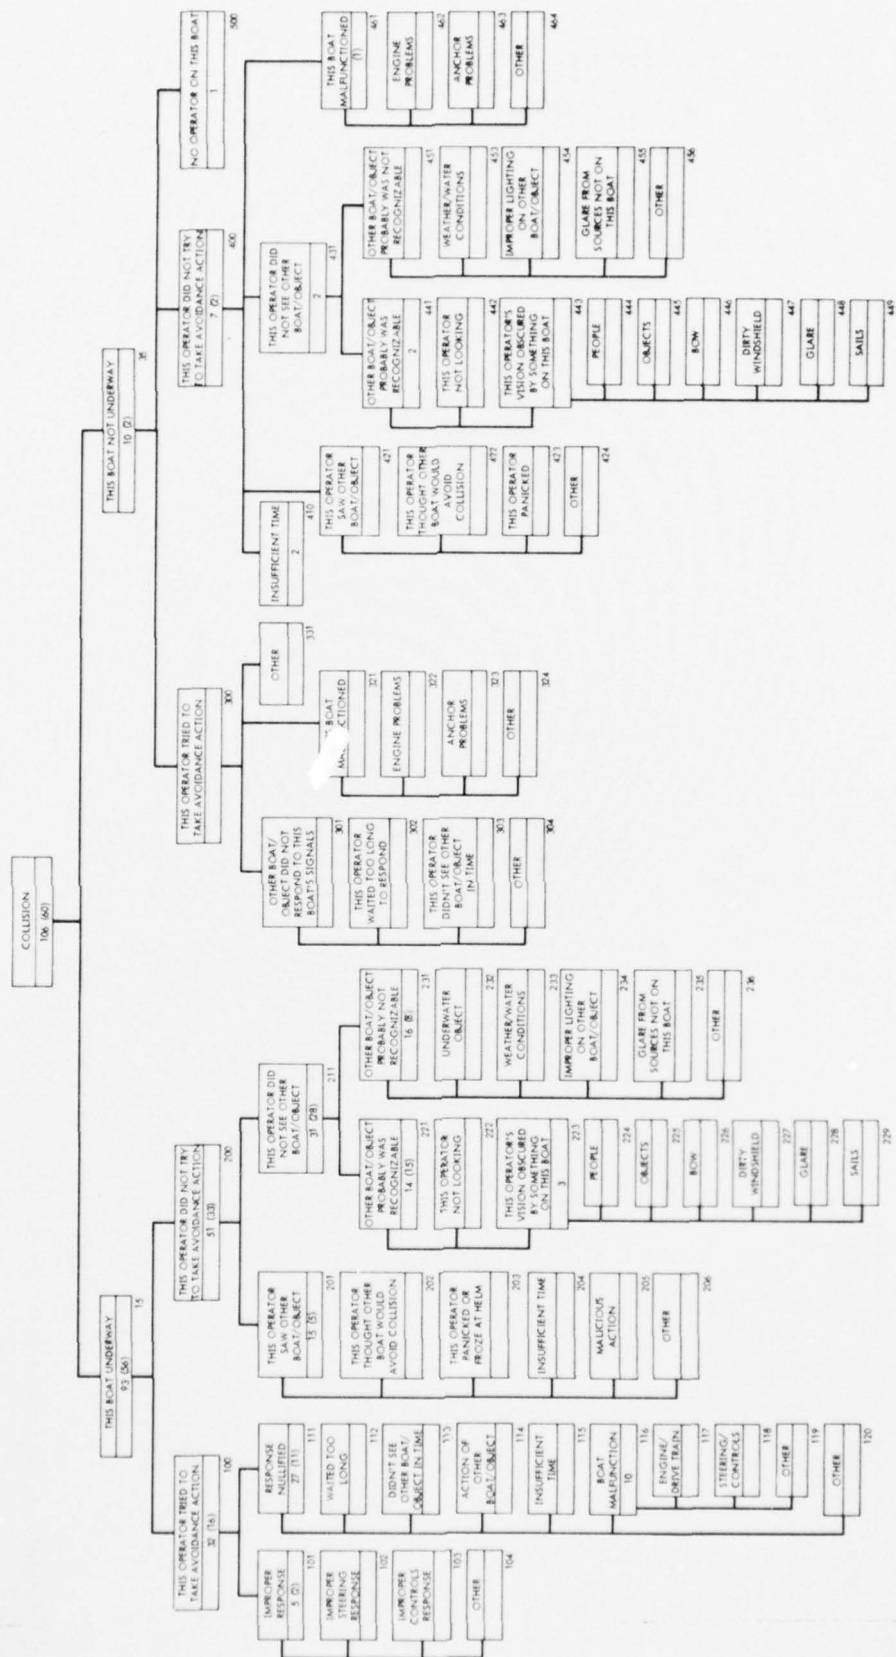 COLLISION
106 (60)
THIS BOAT UNDERWAY
93 (56)
15
THIS BOAT NOT UNDERWAY
10 (2)
35
THIS OPERATOR TRIED TO
TAKE AVOIDANCE ACTION
32 (16)
100
THIS OPERATOR DID NOT TRY
TO TAKE AVOIDANCE ACTION
51 (33)
200
THIS OPERATOR TRIED TO
TAKE AVOIDANCE ACTION
300
THIS OPERATOR DID NOT TRY
TO TAKE AVOIDANCE ACTION
7 (2)
400
NO OPERATOR ON THIS BOAT
1
500
IMPROPER
RESPONSE
5 (2)
101
IMPROPER
STEERING
RESPONSE
102
IMPROPER
CONTROLS
RESPONSE
103
OTHER
104
RESPONSE
NULLIFIED
27 (11)
111
WAITED TOO
LONG
112
DIDN'T SEE
OTHER BOAT/
OBJECT IN TIME
113
ACTION OF
OTHER
BOAT/OBJECT
114
INSUFFICIENT
TIME
115
BOAT
MALFUNCTION
10
116
ENGINE/
DRIVE TRAIN
117
STEERING/
CONTROLS
118
OTHER
119
OTHER
120
THIS OPERATOR
SAW OTHER
BOAT/OBJECT
15 (5)
201
THIS OPERATOR
THOUGHT OTHER
BOAT WOULD
AVOID COLLISION
202
THIS OPERATOR
PANICKED OR
FROZE AT HELM
203
INSUFFICIENT TIME
204
MALICIOUS
ACTION
205
OTHER
206
THIS OPERATOR DID
NOT SEE OTHER
BOAT/OBJECT
31 (28)
211
OTHER BOAT/OBJECT
PROBABLY WAS
RECOGNIZABLE
14 (15)
221
THIS OPERATOR
NOT LOOKING
222
THIS OPERATOR'S
VISION OBSCURED
BY SOMETHING
ON THIS BOAT
3
223
PEOPLE
224
OBJECTS
225
BOW
226
DIRTY
WINDSHIELD
227
GLARE
228
SAILS
229
OTHER BOAT/OBJECT
PROBABLY NOT
RECOGNIZABLE
16 (8)
231
UNDERWATER
OBJECT
232
WEATHER/WATER
CONDITIONS
233
IMPROPER LIGHTING
ON OTHER
BOAT/OBJECT
234
GLARE FROM
SOURCES NOT ON
THIS BOAT
235
OTHER
236
OTHER BOAT/
OBJECT DID NOT
RESPOND TO THIS
BOAT'S SIGNALS
301
THIS OPERATOR
WAITED TOO LONG
TO RESPOND
302
THIS OPERATOR
DIDN'T SEE OTHER
BOAT/OBJECT
IN TIME
303
OTHER
304
BOAT
321
ENGINE PROBLEMS
322
ANCHOR
PROBLEMS
323
OTHER
324
OTHER
331
INSUFFICIENT TIME
2
410
THIS OPERATOR
SAW OTHER
BOAT/OBJECT
421
THIS OPERATOR
THOUGHT OTHER
BOAT WOULD
AVOID
COLLISION
422
THIS OPERATOR
PANICKED
423
OTHER
424
THIS OPERATOR DID
NOT SEE OTHER
BOAT/OBJECT
2
431
OTHER BOAT/OBJECT
PROBABLY WAS
RECOGNIZABLE
2
441
THIS OPERATOR
NOT LOOKING
442
THIS OPERATOR'S
VISION OBSCURED
BY SOMETHING
ON THIS BOAT
443
PEOPLE
444
OBJECTS
445
BOW
446
DIRTY
WINDSHIELD
447
GLARE
448
SAILS
449
OTHER BOAT/OBJECT
PROBABLY WAS NOT
RECOGNIZABLE
451
WEATHER/WATER
CONDITIONS
453
IMPROPER LIGHTING
ON OTHER
BOAT/OBJECT
454
GLARE FROM
SOURCES NOT ON
THIS BOAT
455
OTHER
456
THIS BOAT
MALFUNCTIONED
(1)
461
ENGINE
PROBLEMS
462
ANCHOR
PROBLEMS
463
OTHER
464